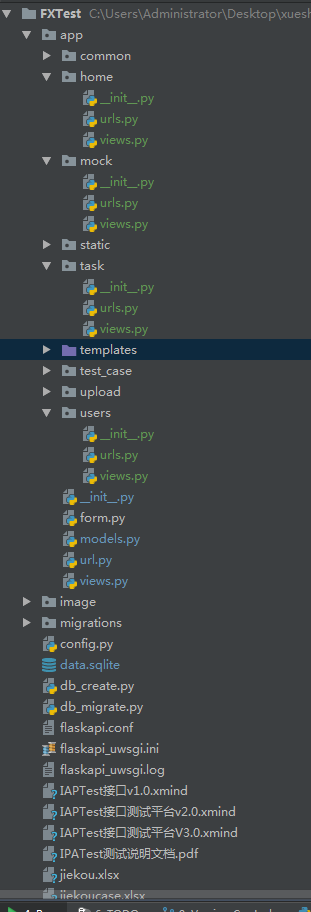 FXTest C:\Users\Administrator\Desktop\xuesh
app
common
home
__init__.py
urls.py
views.py
mock
__init__.py
urls.py
views.py
static
task
__init__.py
urls.py
views.py
templates
test_case
upload
users
__init__.py
urls.py
views.py
__init__.py
form.py
models.py
url.py
views.py
image
migrations
config.py
data.sqlite
db_create.py
db_migrate.py
flaskapi.conf
flaskapi_uwsgi.ini
flaskapi_uwsgi.log
IAPTest接口v1.0.xmind
IAPTest接口测试平台v2.0.xmind
IAPTest接口测试平台V3.0.xmind
IPATest测试说明文档.pdf
jiekou.xlsx
jiekoucase.xlsx